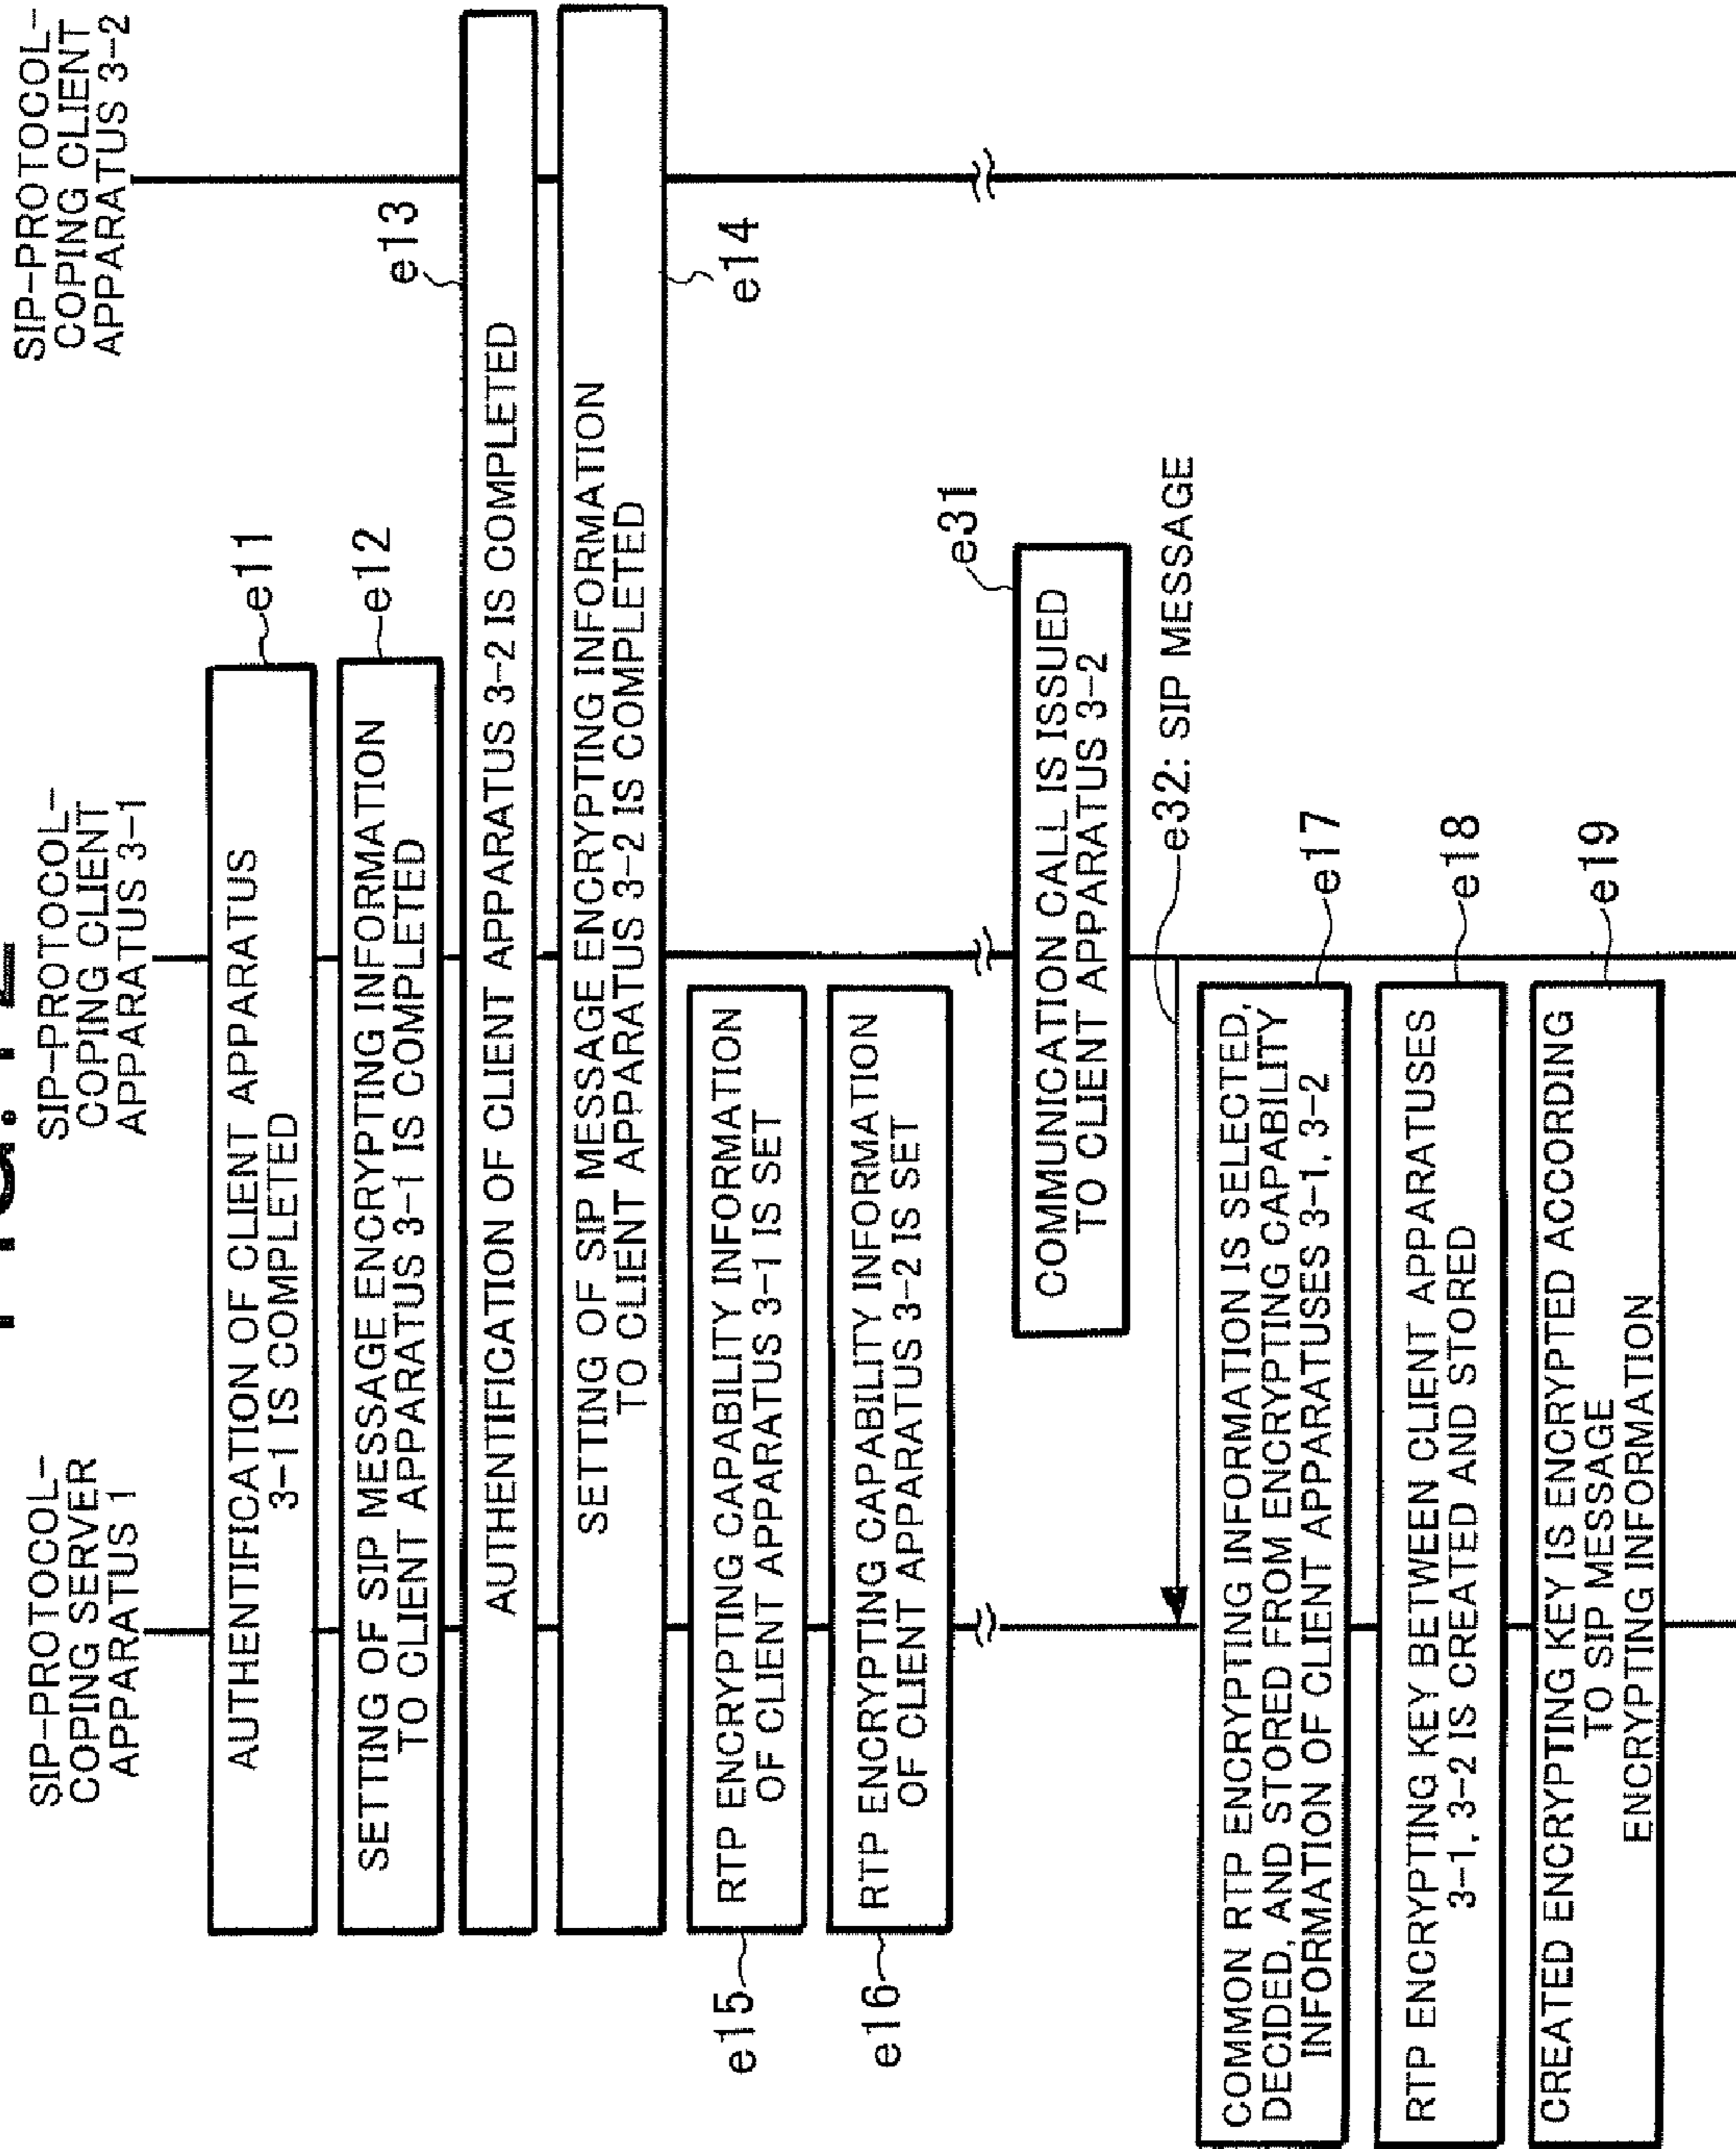 SIP-PROTOCOL-
COPING SERVER
APPARATUS 1
SIP-PROTOCOL-
COPING CLIENT
APPARATUS 3-1
SIP-PROTOCOL-
COPING CLIENT
APPARATUS 3-2
AUTHENTIFICATION OF CLIENT APPARATUS
3-1 IS COMPLETED
e11
SETTING OF SIP MESSAGE ENCRYPTING INFORMATION
TO CLIENT APPARATUS 3-1 IS COMPLETED
e12
AUTHENTIFICATION OF CLIENT APPARATUS 3-2 IS COMPLETED
e13
SETTING OF SIP MESSAGE ENCRYPTING INFORMATION
TO CLIENT APPARATUS 3-2 IS COMPLETED
e14
e15
RTP ENCRYPTING CAPABILITY INFORMATION
OF CLIENT APPARATUS 3-1 IS SET
e16
RTP ENCRYPTING CAPABILITY INFORMATION
OF CLIENT APPARATUS 3-2 IS SET
COMMUNICATION CALL IS ISSUED
TO CLIENT APPARATUS 3-2
e31
e32: SIP MESSAGE
COMMON RTP ENCRYPTING INFORMATION IS SELECTED,
DECIDED, AND STORED FROM ENCRYPTING CAPABILITY
INFORMATION OF CLIENT APPARATUSES 3-1, 3-2
e17
RTP ENCRYPTING KEY BETWEEN CLIENT APPARATUSES
3-1, 3-2 IS CREATED AND STORED
e18
CREATED ENCRYPTING KEY IS ENCRYPTED ACCORDING
TO SIP MESSAGE
ENCRYPTING INFORMATION
e19